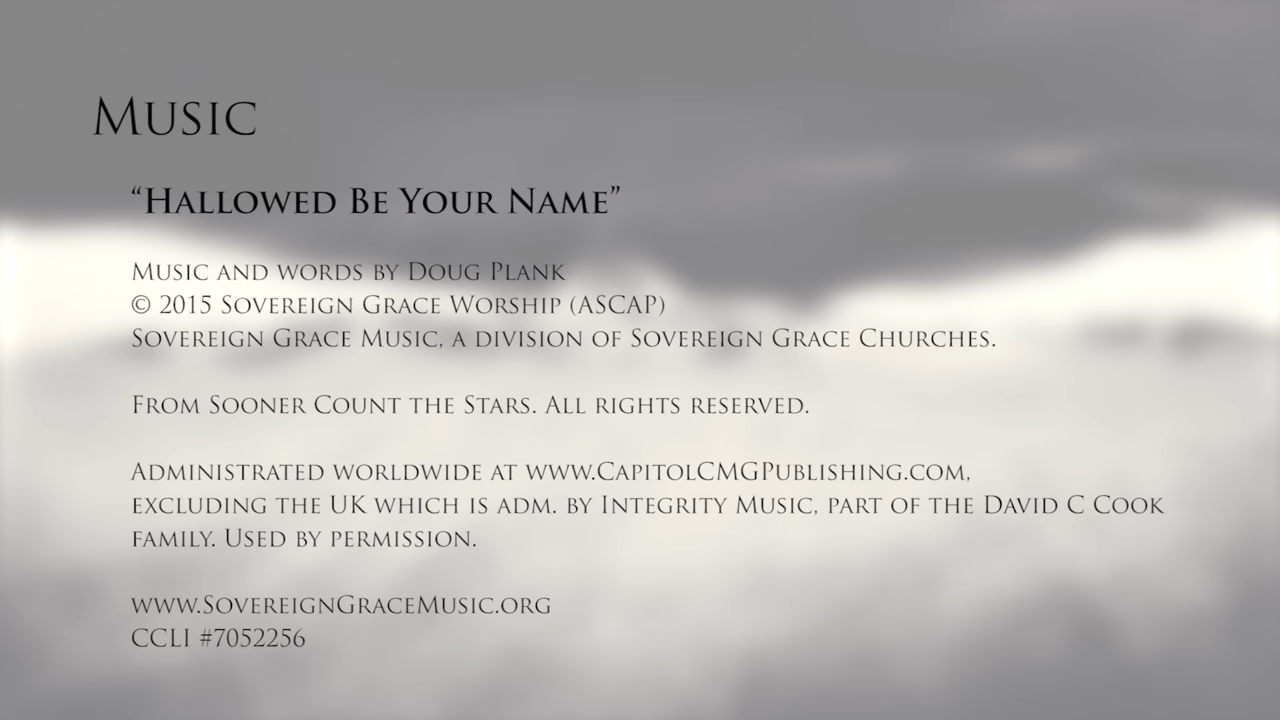 Music
“Hallowed Be Your Name”
Music and words by Doug Plank
© 2015 Sovereign Grace Worship (ASCAP)
Sovereign Grace Music, a division of Sovereign Grace Churches.
From Sooner Count the Stars. All rights reserved.
Administrated worldwide at www.CapitolCMGPublishing.com,
excluding the UK which is adm. by Integrity Music, part of the David C Cook
family. Used by permission.
www.SovereignGraceMusic.org
CCLI #7052256